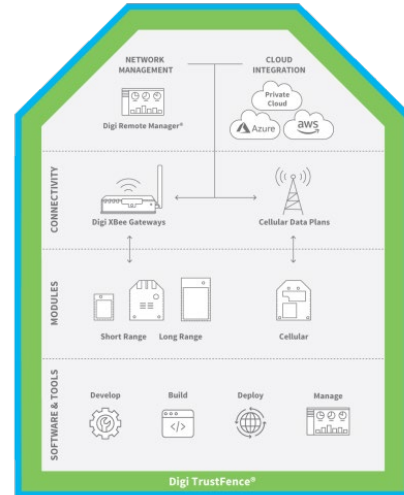 NETWORK
MANAGEMENT
CLOUD
INTEGRATION
Digi Remote Manager®
Private
Cloud
Azure
aws
CONNECTIVITY
Digi XBee Gateways
Cellular Data Plans
MODULES
Short Range
Long Range
Cellular
SOFTWARE & TOOLS
Develop
Build
Deploy
Manage
</>
Digi TrustFence®